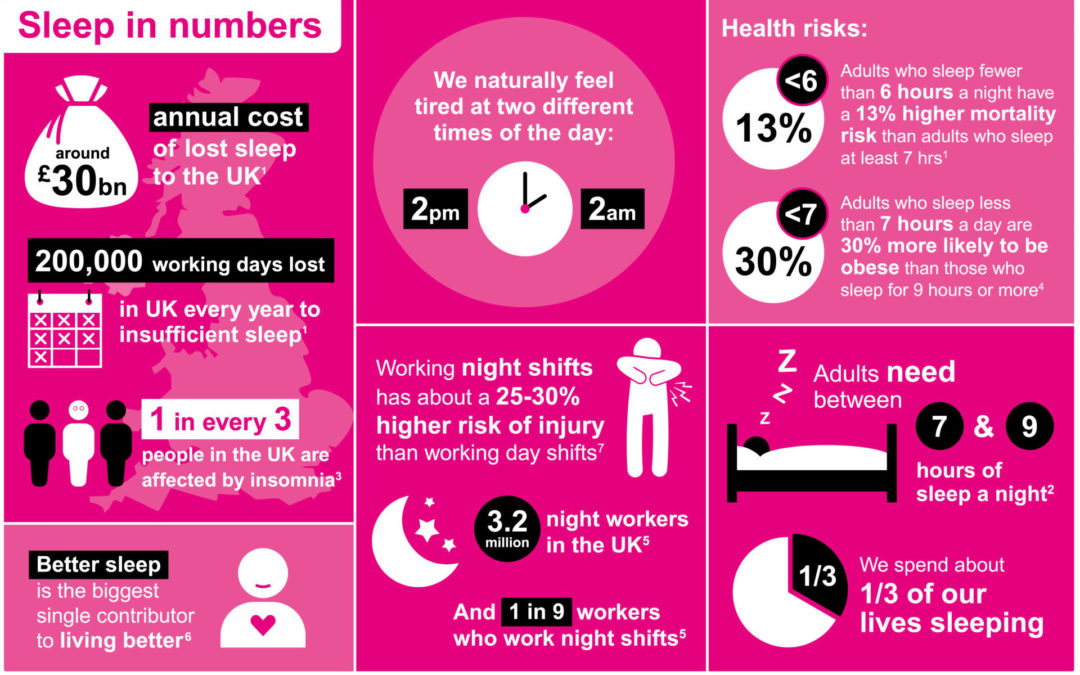 Sleep in numbers
around
£30bn
annual cost
of lost sleep
to the UK¹
200,000 working days lost
in UK every year to
insufficient sleep¹
1 in every 3
people in the UK are
affected by insomnia³
Better sleep
is the biggest
single contributor
to living better⁶
We naturally feel
tired at two different
times of the day:
2pm
2am
Working night shifts
has about a 25-30%
higher risk of injury
than working day shifts⁷
3.2
million
night workers
in the UK⁵
And 1 in 9 workers
who work night shifts⁵
Health risks:
<6
13%
Adults who sleep fewer
than 6 hours a night have
a 13% higher mortality
risk than adults who sleep
at least 7 hrs¹
<7
30%
Adults who sleep less
than 7 hours a day are
30% more likely to be
obese than those who
sleep for 9 hours or more⁴
Z
Z
Z
Adults need
between
7 & 9
hours of
sleep a night²
1/3
We spend about
1/3 of our
lives sleeping